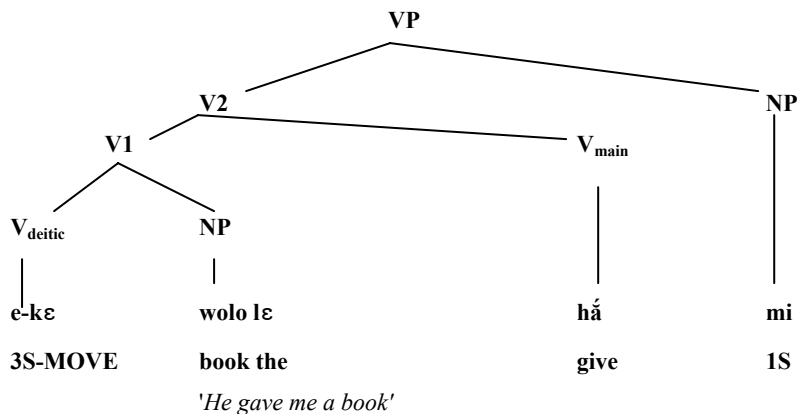 VP
V2 NP
V1 Vmain
Vdeitic NP
e-kɛ wolo lɛ hắ mi
3S-MOVE book the give 1S
'He gave me a book'